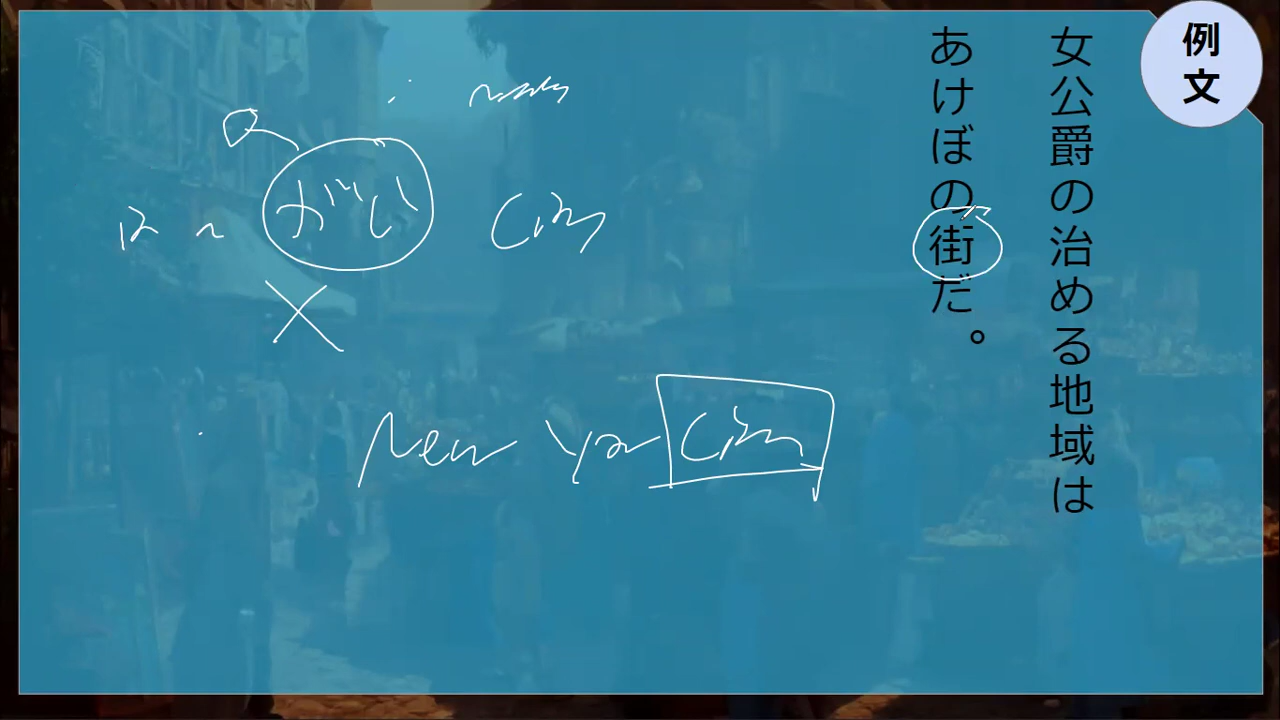 例文
女公爵の治める地域は
あけぼの街だ。
がい
City
New York City